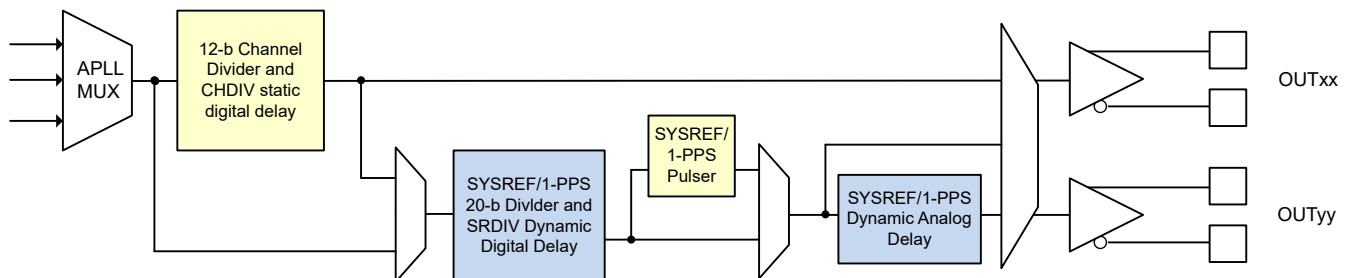 APLL
MUX
12-b Channel
Divider and
CHDIV static
digital delay
SYSREF/1-PPS
20-b Divider and
SRDIV Dynamic
Digital Delay
SYSREF/
1-PPS
Pulser
SYSREF/1-PPS
Dynamic Analog
Delay
OUTxx
OUTyy